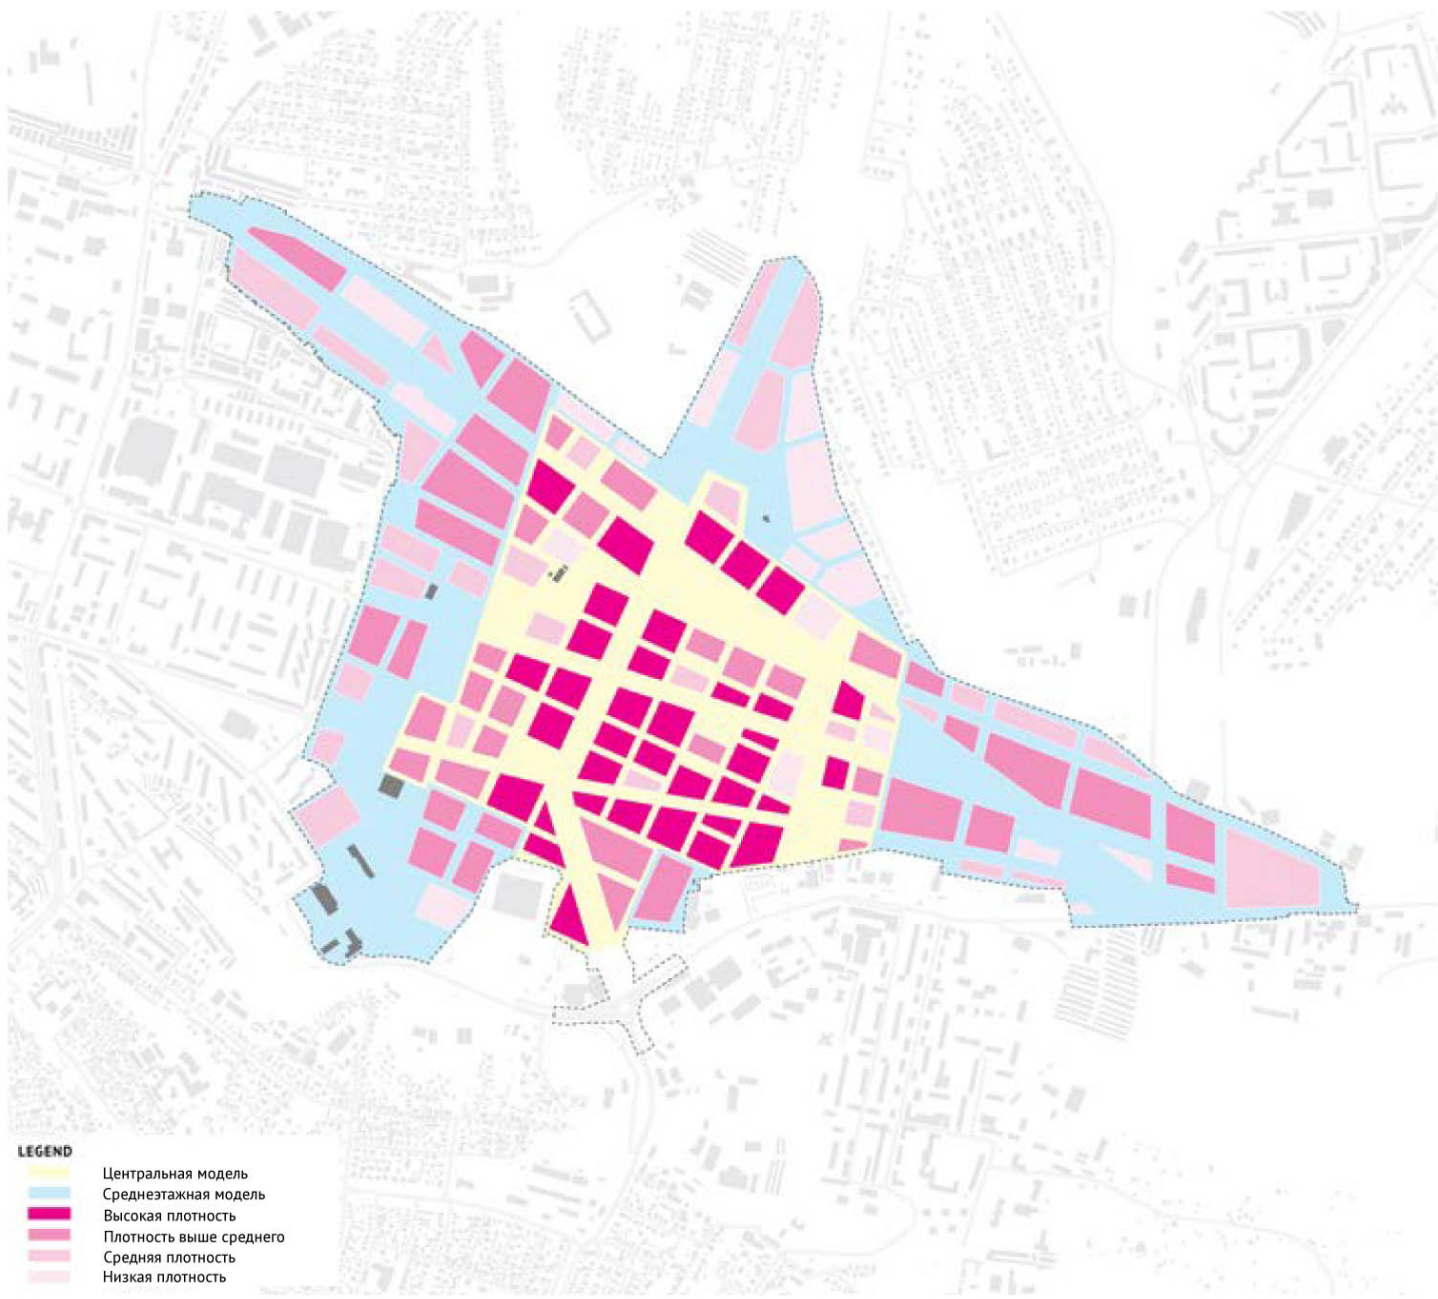 LEGEND
Центральная модель
Среднеэтажная модель
Высокая плотность
Плотность выше среднего
Средняя плотность
Низкая плотность